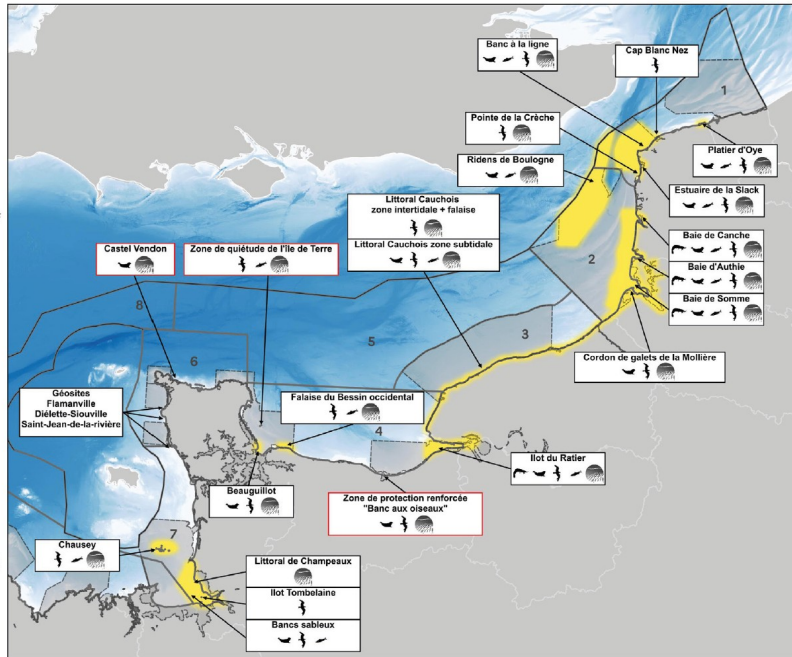 Banc à la ligne
Cap Blanc Nez
1
Pointe de la Crèche
Platier d'Oye
Ridens de Boulogne
Estuaire de la Slack
Littoral Cauchois
zone intertidale + falaise
Littoral Cauchois zone subtidale
Castel Vendon
Zone de quiétude de l'île de Terre
Baie de Canche
Baie d'Authie
Baie de Somme
2
8
5
3
6
Cordon de galets de la Mollière
Géosites
Flamanville
Diélette-Siouville
Saint-Jean-de-la-rivière
Falaise du Bessin occidental
4
Ilot du Ratier
Beauguillot
Zone de protection renforcée
"Banc aux oiseaux"
7
Chausey
Littoral de Champeaux
Ilot Tombelaine
Bancs sableux